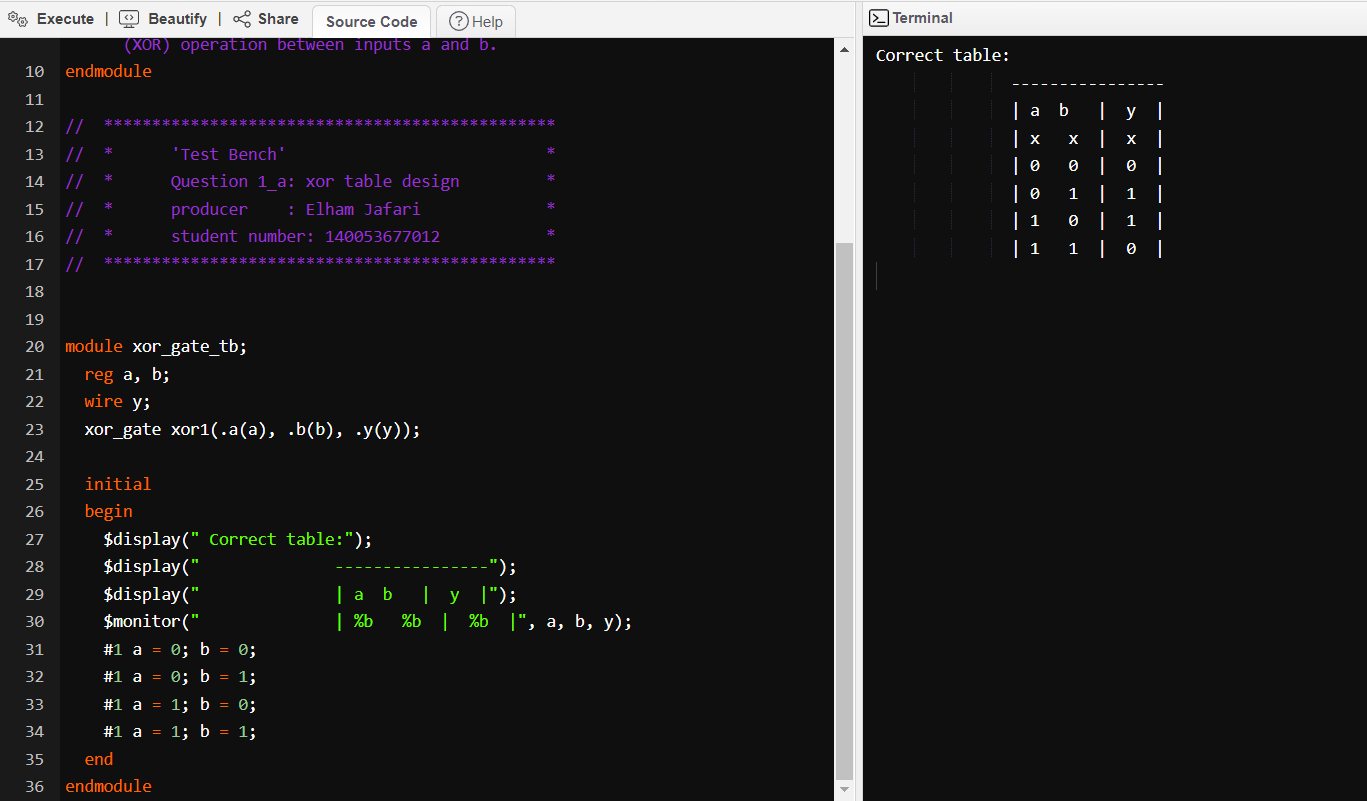 Execute | Beautify | Share Source Code Help
(XOR) operation between inputs a and b.
10 endmodule
11
12 // ***********************************************
13 // *      'Test Bench'                           *
14 // *      Question 1_a: xor table design         *
15 // *      producer    : Elham Jafari             *
16 // *      student number: 140053677012           *
17 // ***********************************************
18
19
20 module xor_gate_tb;
21   reg a, b;
22   wire y;
23   xor_gate xor1(.a(a), .b(b), .y(y));
24
25   initial
26   begin
27     $display(" Correct table:");
28     $display("              ----------------");
29     $display("              | a  b   |  y  |");
30     $monitor("              | %b   %b  |  %b  |", a, b, y);
31     #1 a = 0; b = 0;
32     #1 a = 0; b = 1;
33     #1 a = 1; b = 0;
34     #1 a = 1; b = 1;
35   end
36 endmodule
Terminal
Correct table:
----------------
| a  b   |  y  |
| x   x  |  x  |
| 0   0  |  0  |
| 0   1  |  1  |
| 1   0  |  1  |
| 1   1  |  0  |